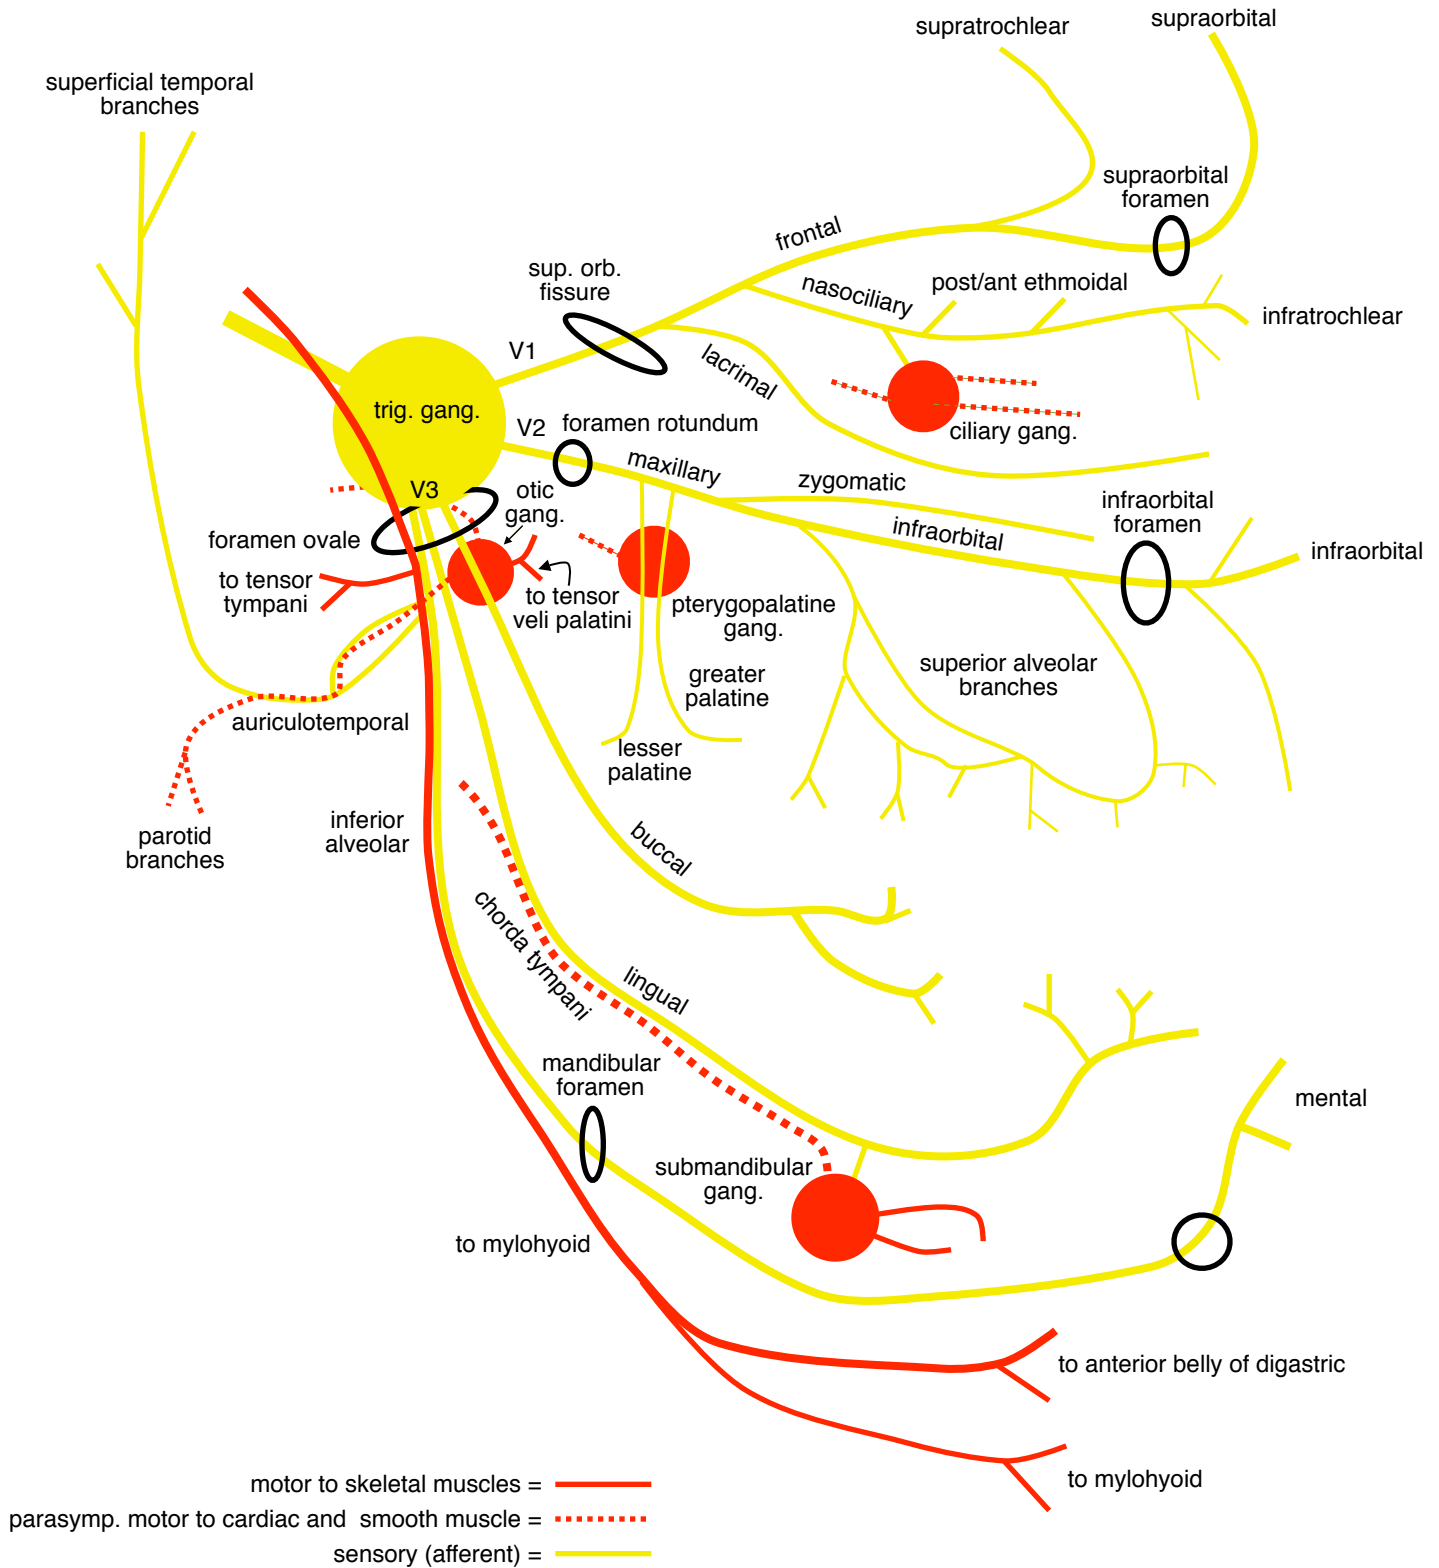 supraorbital
supratrochlear
superficial temporal
branches
supraorbital
foramen
frontal
sup. orb.
fissure
nasociliary
post/ant ethmoidal
infratrochlear
V1
lacrimal
trig. gang.
V2
foramen rotundum
ciliary gang.
maxillary
zygomatic
V3
otic
gang.
infraorbital
foramen
infraorbital
infraorbital
foramen ovale
to tensor
tympani
to tensor
veli palatini
pterygopalatine
gang.
superior alveolar
branches
greater
palatine
auriculotemporal
lesser
palatine
inferior
alveolar
parotid
branches
buccal
chorda tympani
lingual
mandibular
foramen
mental
submandibular
gang.
to mylohyoid
to anterior belly of digastric
to mylohyoid
motor to skeletal muscles =
parasymp. motor to cardiac and  smooth muscle =
sensory (afferent) =